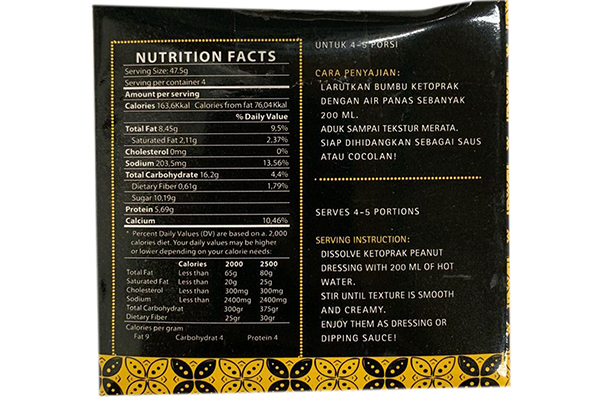 NUTRITION FACTS
Serving Size: 47.5g
Serving per container 4
Amount per serving
Calories 163,6Kkal Calories from fat 76,04 Kkal
% Daily Value
Total Fat 8,45g 9,5%
Saturated Fat 2,11g 2,37%
Cholesterol 0mg 0%
Sodium 203,5mg 13.56%
Total Carbohydrate 16,2g 4,4%
Dietary Fiber 0,61g 1,79%
Sugar 10,19g
Protein 5,69g
Calcium 10,46%
* Percent Daily Values (DV) are based on a. 2,000
calories diet. Your daily values may be higher
or lower depending on your calorie needs:
Calories 2000 2500
Total Fat Less than 65g 80g
Saturated Fat Less than 20g 25g
Cholesterol Less than 300mg 300mg
Sodium Less than 2400mg 2400mg
Total Carbohydrat 300gr 375gr
Dietary Fiber 25gr 30gr
Calories per gram
Fat 9 Carbohydrat 4 Protein 4
UNTUK 4-5 PORSI
CARA PENYAJIAN:
LARUTKAN BUMBU KETOPRAK
DENGAN AIR PANAS SEBANYAK
200 ML.
ADUK SAMPAI TEKSTUR MERATA.
SIAP DIHIDANGKAN SEBAGAI SAUS
ATAU COCOLAN!
SERVES 4-5 PORTIONS
SERVING INSTRUCTION:
DISSOLVE KETOPRAK PEANUT
DRESSING WITH 200 ML OF HOT
WATER.
STIR UNTIL TEXTURE IS SMOOTH
AND CREAMY.
ENJOY THEM AS DRESSING OR
DIPPING SAUCE!